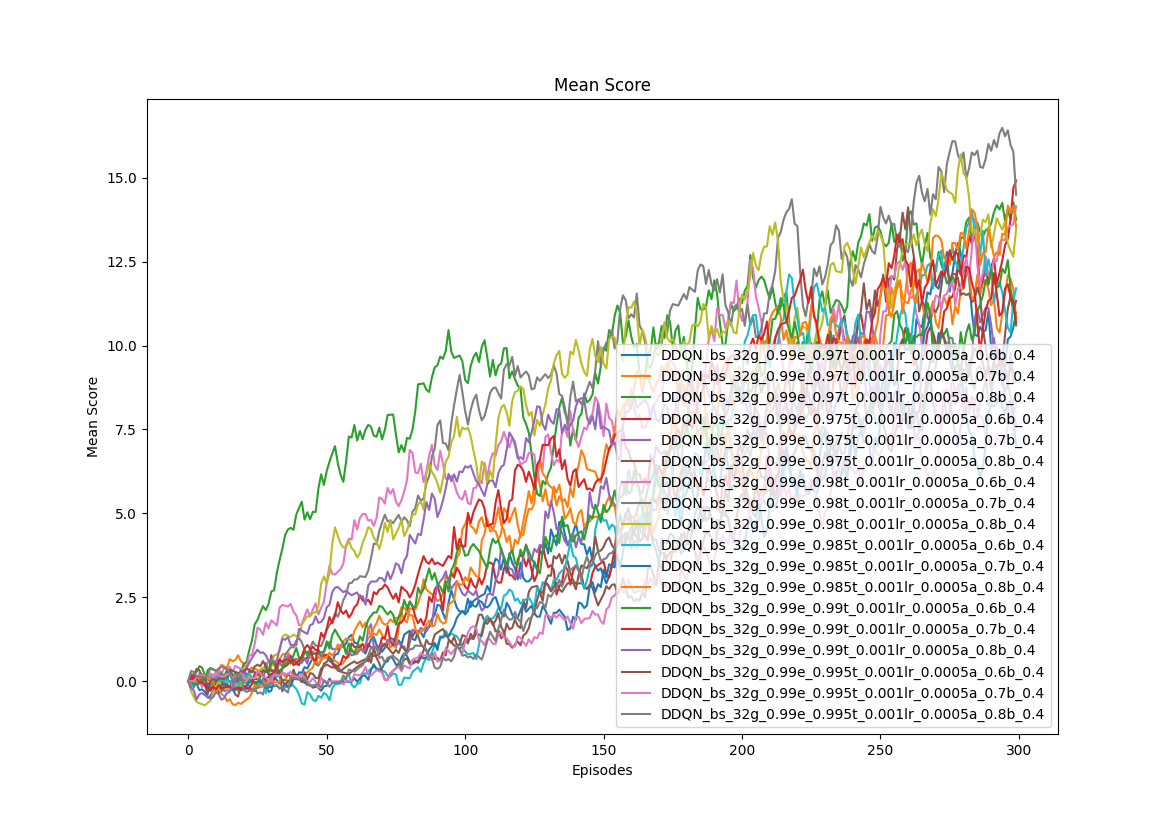 Mean Score
15.0
12.5
10.0
7.5
5.0
2.5
0.0
Mean Score
DDQN_bs_32g_0.99e_0.97t_0.001lr_0.0005a_0.6b_0.4
DDQN_bs_32g_0.99e_0.97t_0.001lr_0.0005a_0.7b_0.4
DDQN_bs_32g_0.99e_0.97t_0.001lr_0.0005a_0.8b_0.4
DDQN_bs_32g_0.99e_0.975t_0.001lr_0.0005a_0.6b_0.4
DDQN_bs_32g_0.99e_0.975t_0.001lr_0.0005a_0.7b_0.4
DDQN_bs_32g_0.99e_0.975t_0.001lr_0.0005a_0.8b_0.4
DDQN_bs_32g_0.99e_0.98t_0.001lr_0.0005a_0.6b_0.4
DDQN_bs_32g_0.99e_0.98t_0.001lr_0.0005a_0.7b_0.4
DDQN_bs_32g_0.99e_0.98t_0.001lr_0.0005a_0.8b_0.4
DDQN_bs_32g_0.99e_0.985t_0.001lr_0.0005a_0.6b_0.4
DDQN_bs_32g_0.99e_0.985t_0.001lr_0.0005a_0.7b_0.4
DDQN_bs_32g_0.99e_0.985t_0.001lr_0.0005a_0.8b_0.4
DDQN_bs_32g_0.99e_0.99t_0.001lr_0.0005a_0.6b_0.4
DDQN_bs_32g_0.99e_0.99t_0.001lr_0.0005a_0.7b_0.4
DDQN_bs_32g_0.99e_0.99t_0.001lr_0.0005a_0.8b_0.4
DDQN_bs_32g_0.99e_0.995t_0.001lr_0.0005a_0.6b_0.4
DDQN_bs_32g_0.99e_0.995t_0.001lr_0.0005a_0.7b_0.4
DDQN_bs_32g_0.99e_0.995t_0.001lr_0.0005a_0.8b_0.4
0 50 100 150 200 250 300
Episodes